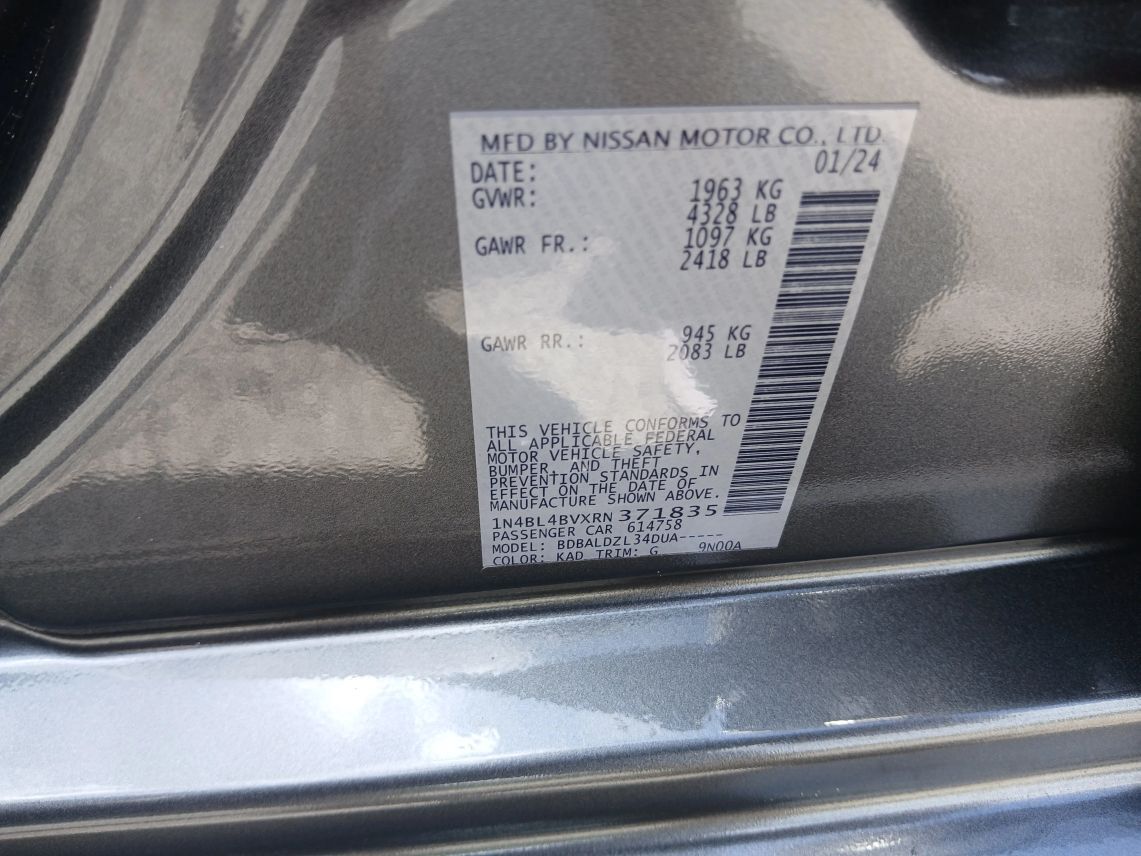 MFD BY NISSAN MOTOR CO., LTD.
DATE: 01/24
GVWR: 1963 KG
4328 LB
GAWR FR.: 1097 KG
2418 LB
GAWR RR.: 945 KG
2083 LB
THIS VEHICLE CONFORMS TO
ALL APPLICABLE FEDERAL
MOTOR VEHICLE SAFETY,
BUMPER, AND THEFT
PREVENTION STANDARDS IN
EFFECT ON THE DATE OF
MANUFACTURE SHOWN ABOVE.
1N4BL4BVXRN371835
PASSENGER CAR 614758
MODEL: BDBALDZL34DUA-----
COLOR: KAD TRIM: G 9N00A